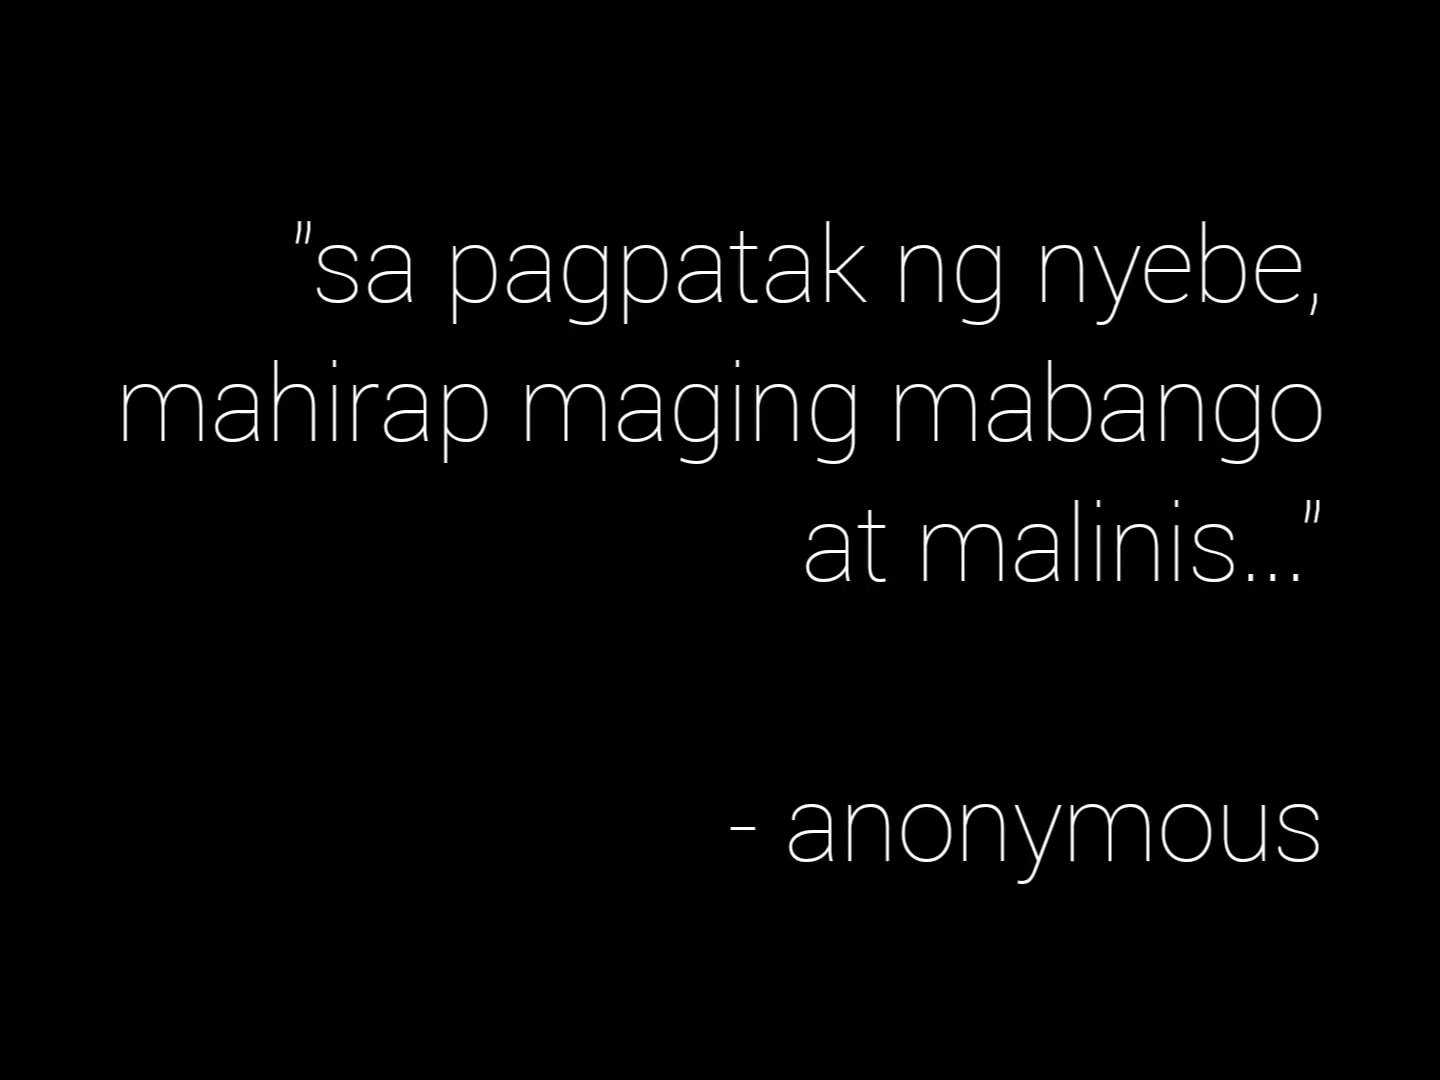 "sa pagpatak ng nyebe,
mahirap maging mabango
at malinis..."
- anonymous